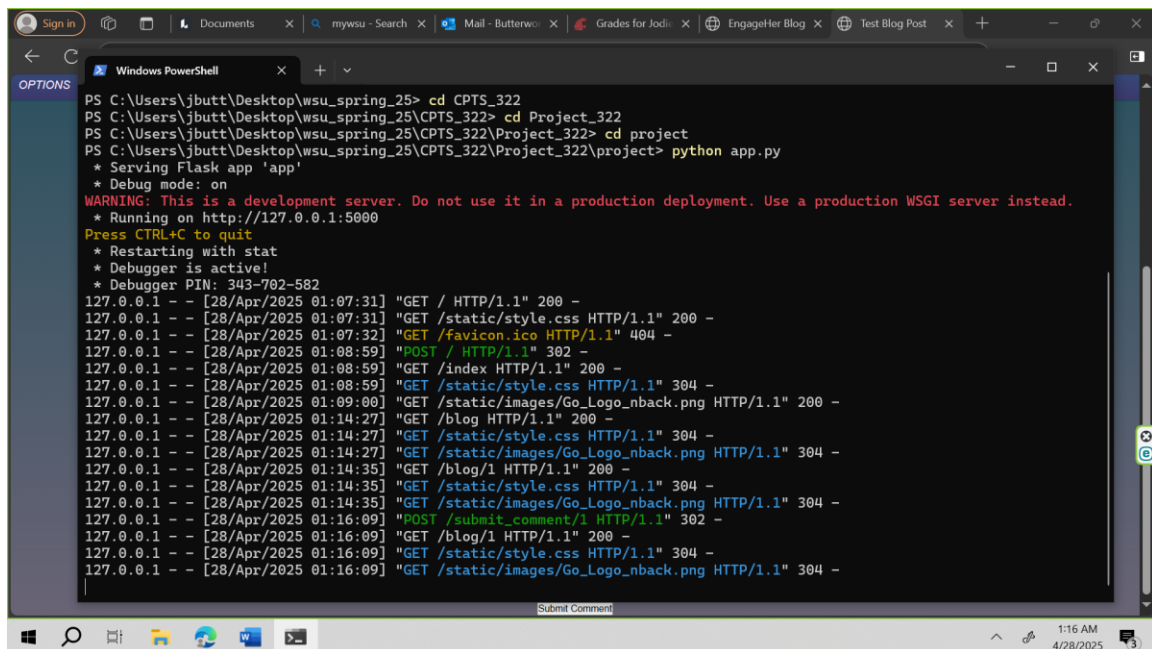 Sign in
Documents
mywsu - Search
Mail - Butterwo
Grades for Jodie
EngageHer Blog
Test Blog Post
OPTIONS
Windows PowerShell
PS C:\Users\jbutt\Desktop\wsu_spring_25> cd CPTS_322
PS C:\Users\jbutt\Desktop\wsu_spring_25\CPTS_322> cd Project_322
PS C:\Users\jbutt\Desktop\wsu_spring_25\CPTS_322\Project_322> cd project
PS C:\Users\jbutt\Desktop\wsu_spring_25\CPTS_322\Project_322\project> python app.py
 * Serving Flask app 'app'
 * Debug mode: on
WARNING: This is a development server. Do not use it in a production deployment. Use a production WSGI server instead.
 * Running on http://127.0.0.1:5000
Press CTRL+C to quit
 * Restarting with stat
 * Debugger is active!
 * Debugger PIN: 343-702-582
127.0.0.1 - - [28/Apr/2025 01:07:31] "GET / HTTP/1.1" 200 -
127.0.0.1 - - [28/Apr/2025 01:07:31] "GET /static/style.css HTTP/1.1" 200 -
127.0.0.1 - - [28/Apr/2025 01:07:32] "GET /favicon.ico HTTP/1.1" 404 -
127.0.0.1 - - [28/Apr/2025 01:08:59] "POST / HTTP/1.1" 302 -
127.0.0.1 - - [28/Apr/2025 01:08:59] "GET /index HTTP/1.1" 200 -
127.0.0.1 - - [28/Apr/2025 01:08:59] "GET /static/style.css HTTP/1.1" 304 -
127.0.0.1 - - [28/Apr/2025 01:09:00] "GET /static/images/Go_Logo_nback.png HTTP/1.1" 200 -
127.0.0.1 - - [28/Apr/2025 01:14:27] "GET /blog HTTP/1.1" 200 -
127.0.0.1 - - [28/Apr/2025 01:14:27] "GET /static/style.css HTTP/1.1" 304 -
127.0.0.1 - - [28/Apr/2025 01:14:27] "GET /static/images/Go_Logo_nback.png HTTP/1.1" 304 -
127.0.0.1 - - [28/Apr/2025 01:14:35] "GET /blog/1 HTTP/1.1" 200 -
127.0.0.1 - - [28/Apr/2025 01:14:35] "GET /static/style.css HTTP/1.1" 304 -
127.0.0.1 - - [28/Apr/2025 01:14:35] "GET /static/images/Go_Logo_nback.png HTTP/1.1" 304 -
127.0.0.1 - - [28/Apr/2025 01:16:09] "POST /submit_comment/1 HTTP/1.1" 302 -
127.0.0.1 - - [28/Apr/2025 01:16:09] "GET /blog/1 HTTP/1.1" 200 -
127.0.0.1 - - [28/Apr/2025 01:16:09] "GET /static/style.css HTTP/1.1" 304 -
127.0.0.1 - - [28/Apr/2025 01:16:09] "GET /static/images/Go_Logo_nback.png HTTP/1.1" 304 -
Submit Comment
1:16 AM
4/28/2025
3